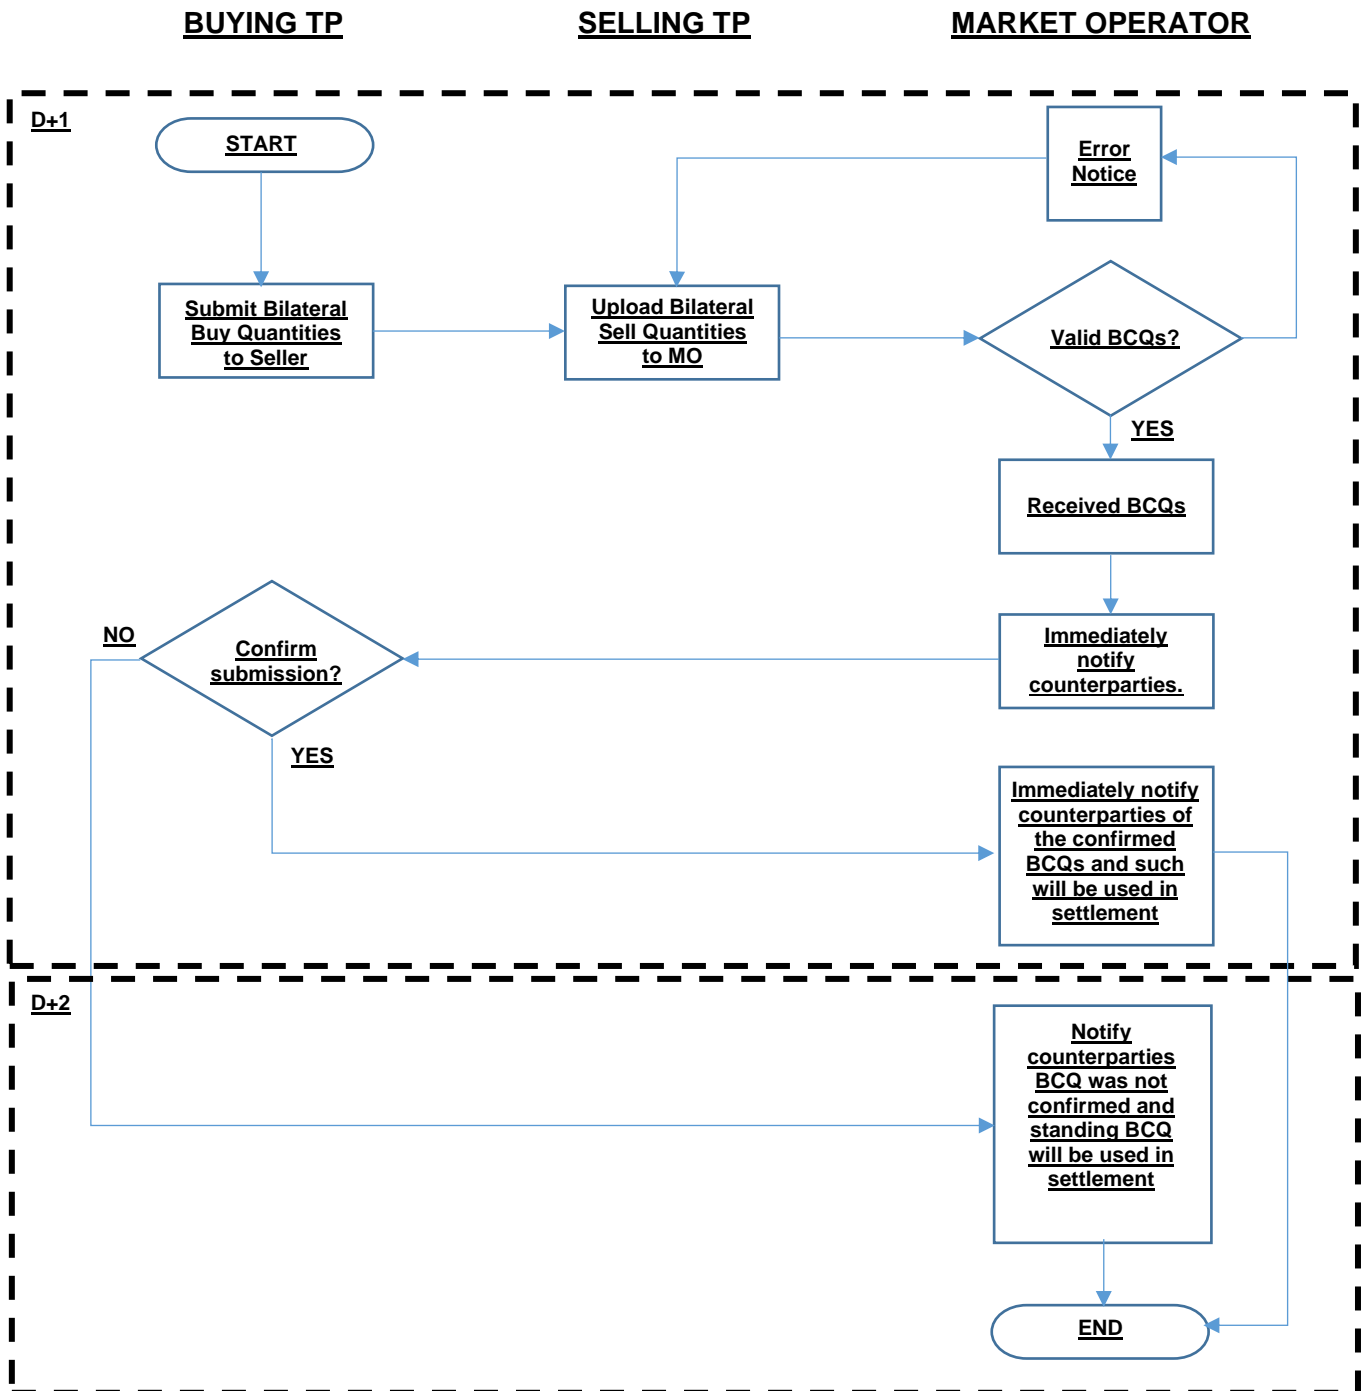 BUYING TP
SELLING TP
MARKET OPERATOR
D+1
START
Error
Notice
Submit Bilateral
Buy Quantities
to Seller
Upload Bilateral
Sell Quantities
to MO
Valid BCQs?
YES
Received BCQs
NO
Confirm
submission?
Immediately
notify
counterparties.
YES
Immediately notify
counterparties of
the confirmed
BCQs and such
will be used in
settlement
D+2
Notify
counterparties
BCQ was not
confirmed and
standing BCQ
will be used in
settlement
END